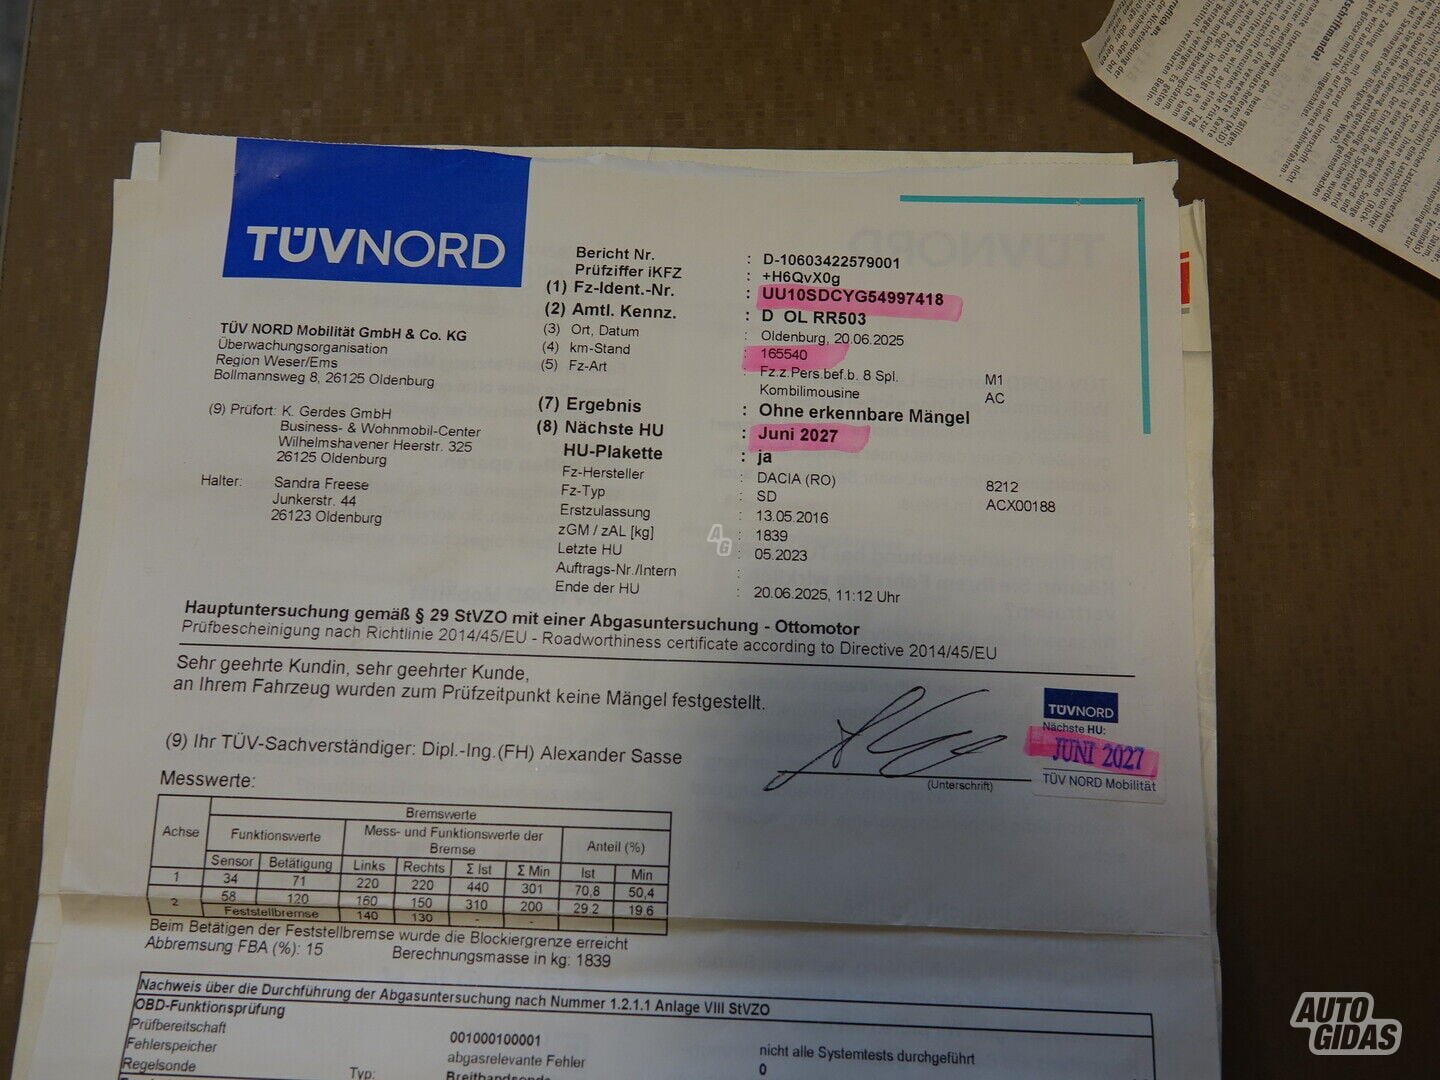 TÜVNORD
Bericht Nr. : D-10603422579001
Prüfziffer iKFZ : +H6QvX0g
(1) Fz-Ident.-Nr. : UU10SDCYG54997418
(2) Amtl. Kennz. : D OL RR503
(3) Ort, Datum : Oldenburg, 20.06.2025
(4) km-Stand : 165540
(5) Fz-Art : Fz.z.Pers.bef.b. 8 Spl. M1
Kombilimousine AC
(7) Ergebnis : Ohne erkennbare Mängel
(8) Nächste HU : Juni 2027
HU-Plakette : ja
Fz-Hersteller : DACIA (RO) 8212
Fz-Typ : SD ACX00188
Erstzulassung : 13.05.2016
zGM / zAL [kg] : 1839
Letzte HU : 05.2023
Auftrags-Nr./Intern :
Ende der HU : 20.06.2025, 11:12 Uhr
TÜV NORD Mobilität GmbH & Co. KG
Überwachungsorganisation
Region Weser/Ems
Bollmannsweg 8, 26125 Oldenburg
(9) Prüfort: K. Gerdes GmbH
Business- & Wohnmobil-Center
Wilhelmshavener Heerstr. 325
26125 Oldenburg
Halter: Sandra Freese
Junkerstr. 44
26123 Oldenburg
Hauptuntersuchung gemäß § 29 StVZO mit einer Abgasuntersuchung - Ottomotor
Prüfbescheinigung nach Richtlinie 2014/45/EU - Roadworthiness certificate according to Directive 2014/45/EU
Sehr geehrte Kundin, sehr geehrter Kunde,
an Ihrem Fahrzeug wurden zum Prüfzeitpunkt keine Mängel festgestellt.
(9) Ihr TÜV-Sachverständiger: Dipl.-Ing.(FH) Alexander Sasse
(Unterschrift)
TÜVNORD
Nächste HU:
JUNI 2027
TÜV NORD Mobilität
Messwerte:
Achse Bremswerte
Funktionswerte Mess- und Funktionswerte der Bremse Anteil (%)
Sensor Betätigung Links Rechts Σ Ist Σ Min Ist Min
1 34 71 220 220 440 301 70,8 50,4
2 58 120 160 150 310 200 29,2 19,6
Feststellbremse 140 130 - -
Beim Betätigen der Feststellbremse wurde die Blockiergrenze erreicht
Abbremsung FBA (%): 15 Berechnungsmasse in kg: 1839
Nachweis über die Durchführung der Abgasuntersuchung nach Nummer 1.2.1.1 Anlage VIII StVZO
OBD-Funktionsprüfung
Prüfbereitschaft 001000100001 nicht alle Systemtests durchgeführt
Fehlerspeicher abgasrelevante Fehler 0
Regelsonde Typ: Breitbandsonde
AUTO
GIDAS